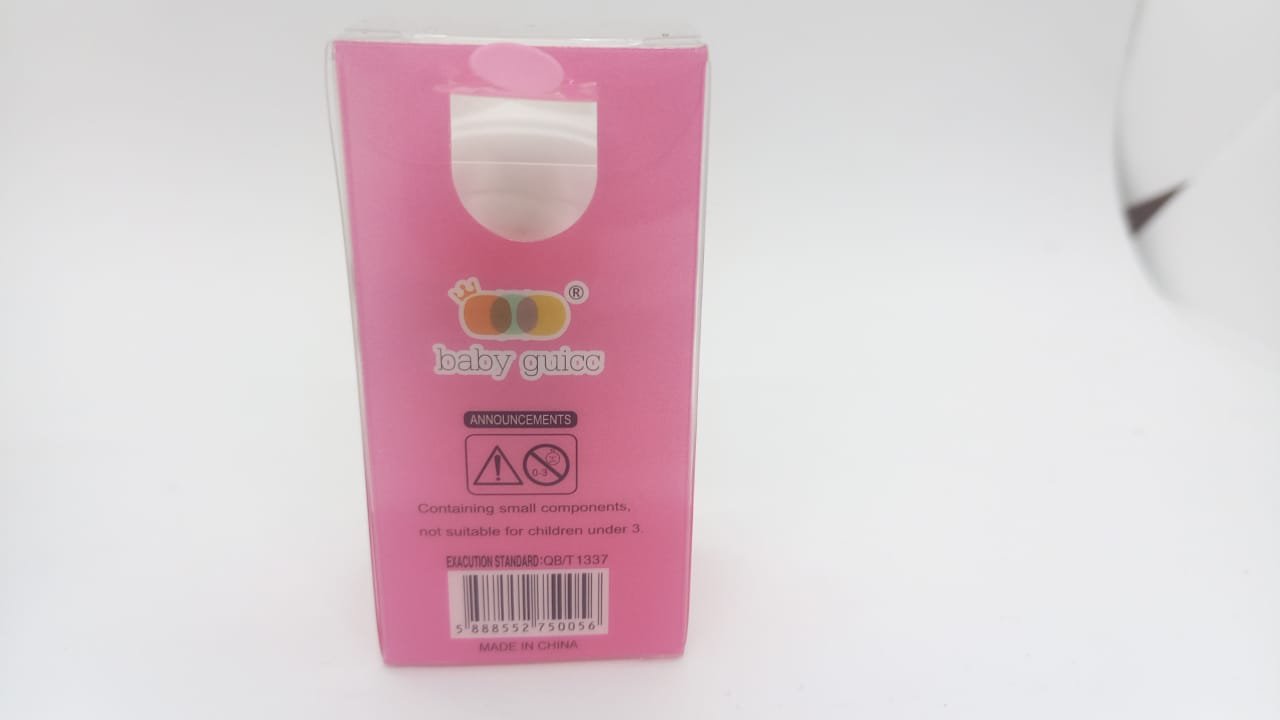 ®
baby guicc
ANNOUNCEMENTS
0-3
Containing small components,
not suitable for children under 3.
EXACUTION STANDARD:QB/T1337
5 888552 750056
MADE IN CHINA